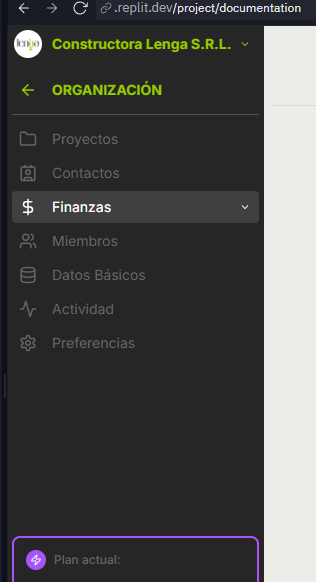 .replit.dev/project/documentation
lenga
Constructora Lenga S.R.L.
ORGANIZACIÓN
Proyectos
Contactos
Finanzas
Miembros
Datos Básicos
Actividad
Preferencias
Plan actual: